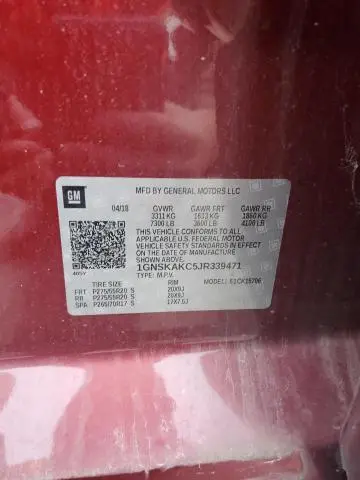 GM
MFD BY GENERAL MOTORS LLC
04/18 GVWR GAWR FRT GAWR RR
3311 KG 1633 KG 1860 KG
7300 LB 3600 LB 4100 LB
THIS VEHICLE CONFORMS TO ALL
APPLICABLE U.S. FEDERAL MOTOR
VEHICLE SAFETY STANDARDS IN EFFECT
ON THE DATE OF MANUFACTURE SHOWN
ABOVE.
1GNSKAKC5JR339471
TYPE: M.P.V. MODEL: CK15706
TIRE SIZE RIM
FRT P275/55R20 S 20X9J
RR P275/55R20 S 20X9J
SPA P265/70R17 S 17X7.5J